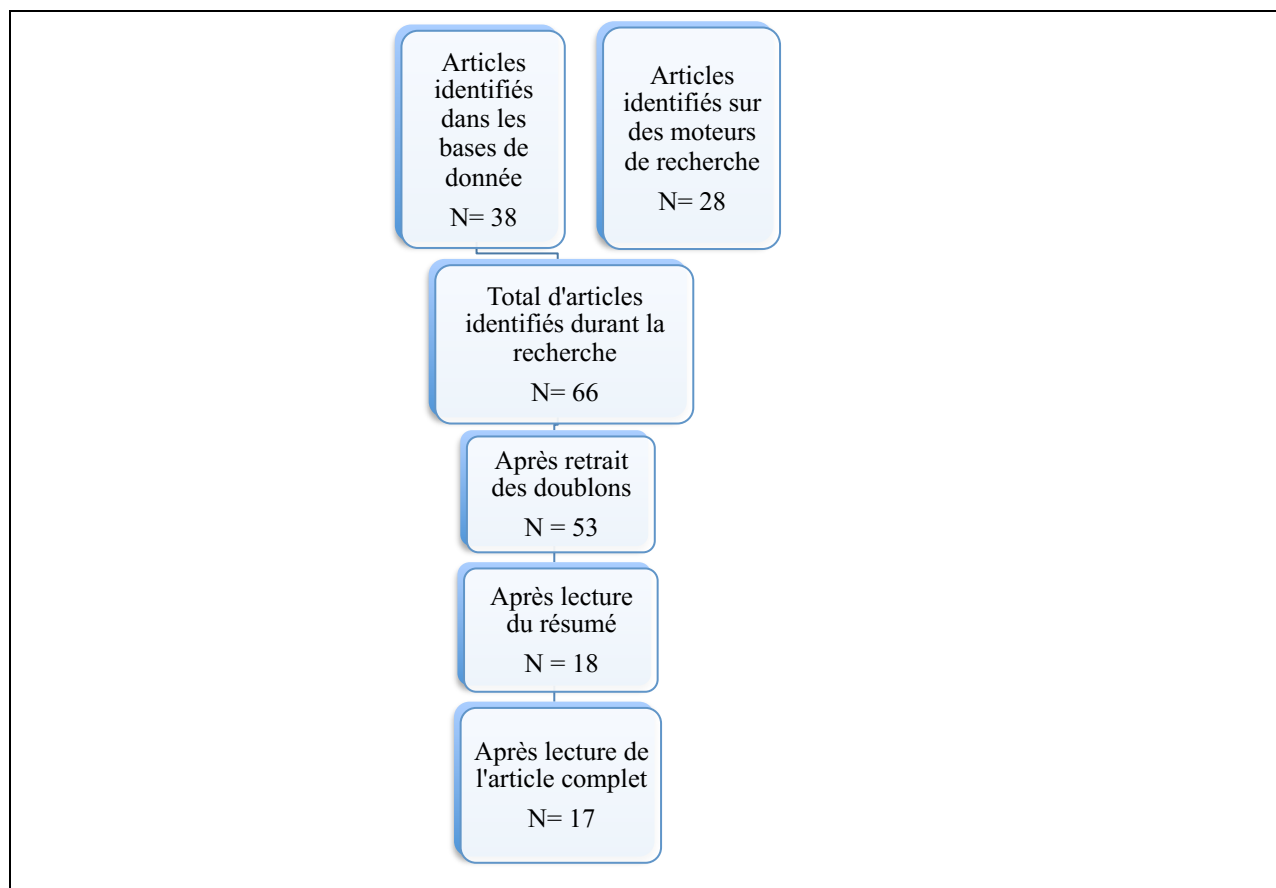 Articles
identifiés
dans les
bases de
donnée
N= 38
Articles
identifiés sur
des moteurs
de recherche
N= 28
Total d'articles
identifiés durant la
recherche
N= 66
Après retrait
des doublons
N = 53
Après lecture
du résumé
N = 18
Après lecture de
l'article complet
N= 17